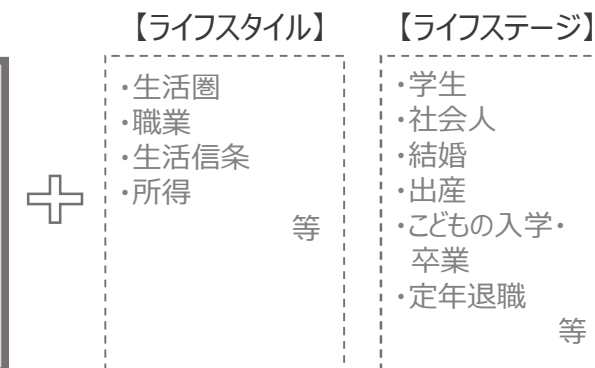 【ライフスタイル】
・生活圏
・職業
・生活信条
・所得
等
【ライフステージ】
・学生
・社会人
・結婚
・出産
・こどもの入学・
卒業
・定年退職
等